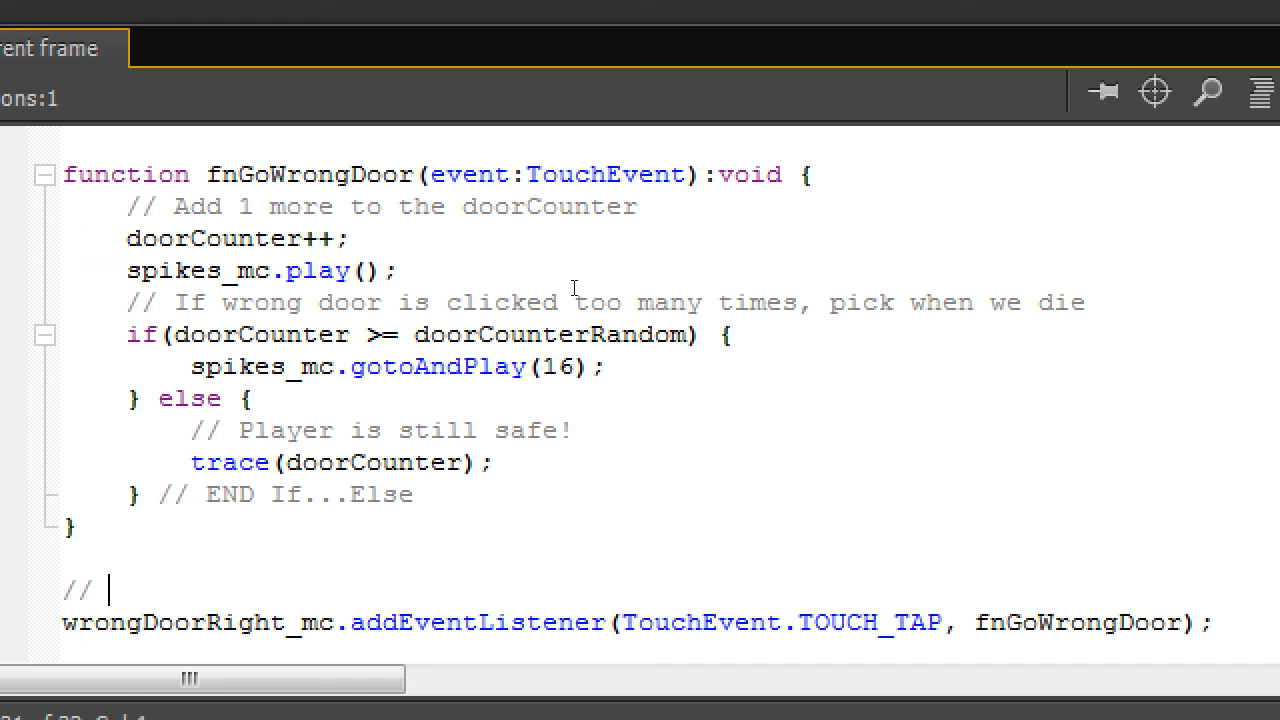 rent frame
ons:1
function fnGoWrongDoor(event:TouchEvent):void {
// Add 1 more to the doorCounter
doorCounter++;
spikes_mc.play();
// If wrong door is clicked too many times, pick when we die
if(doorCounter >= doorCounterRandom) {
spikes_mc.gotoAndPlay(16);
} else {
// Player is still safe!
trace(doorCounter);
} // END If...Else
}
//
wrongDoorRight_mc.addEventListener(TouchEvent.TOUCH_TAP, fnGoWrongDoor);